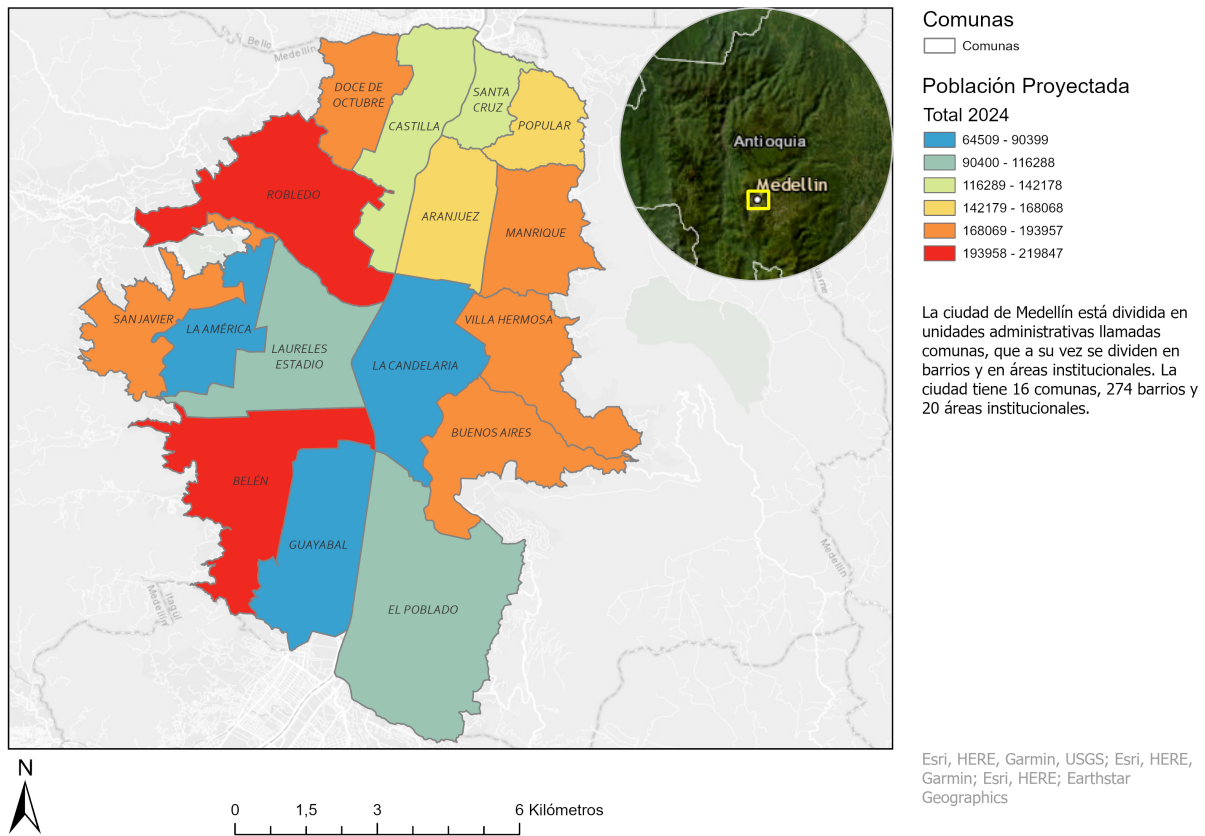 Bello
Medellín
DOCE DE
OCTUBRE
SANTA
CRUZ
CASTILLA
POPULAR
ROBLEDO
ARANJUEZ
MANRIQUE
SAN JAVIER
LA AMÉRICA
VILLA HERMOSA
LAURELES
ESTADIO
LA CANDELARIA
BUENOS AIRES
BELÉN
GUAYABAL
EL POBLADO
Itagüí
Medellín
Medellín
Antioquia
Medellín
Comunas
Comunas
Población Proyectada
Total 2024
64509 - 90399
90400 - 116288
116289 - 142178
142179 - 168068
168069 - 193957
193958 - 219847
La ciudad de Medellín está dividida en
unidades administrativas llamadas
comunas, que a su vez se dividen en
barrios y en áreas institucionales. La
ciudad tiene 16 comunas, 274 barrios y
20 áreas institucionales.
Esri, HERE, Garmin, USGS; Esri, HERE,
Garmin; Esri, HERE; Earthstar
Geographics
N
0 1,5 3 6 Kilómetros